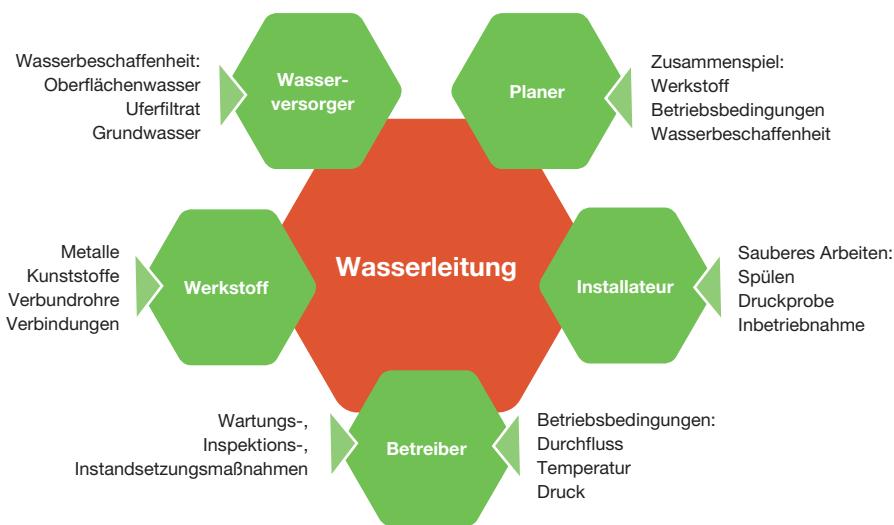 Wasserbeschaffenheit:
Oberflächenwasser
Uferfiltrat
Grundwasser
Wasser-
versorger
Planer
Zusammenspiel:
Werkstoff
Betriebsbedingungen
Wasserbeschaffenheit
Metalle
Kunststoffe
Verbundrohre
Verbindungen
Werkstoff
Wasserleitung
Installateur
Sauberes Arbeiten:
Spülen
Druckprobe
Inbetriebnahme
Wartungs-,
Inspektions-,
Instandsetzungsmaßnahmen
Betreiber
Betriebsbedingungen:
Durchfluss
Temperatur
Druck